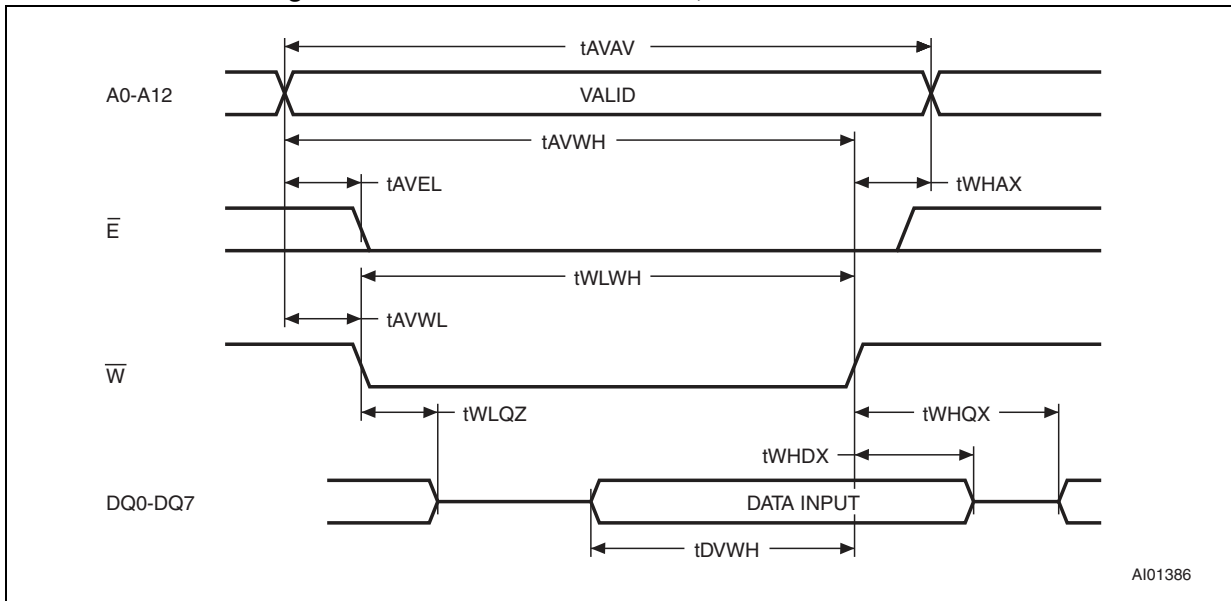 tAVAV
A0-A12
VALID
tAVWH
tAVEL
tWHAX
E̅
tWLWH
tAVWL
W̅
tWLQZ
tWHQX
tWHDX
DQ0-DQ7
DATA INPUT
tDVWH
AI01386